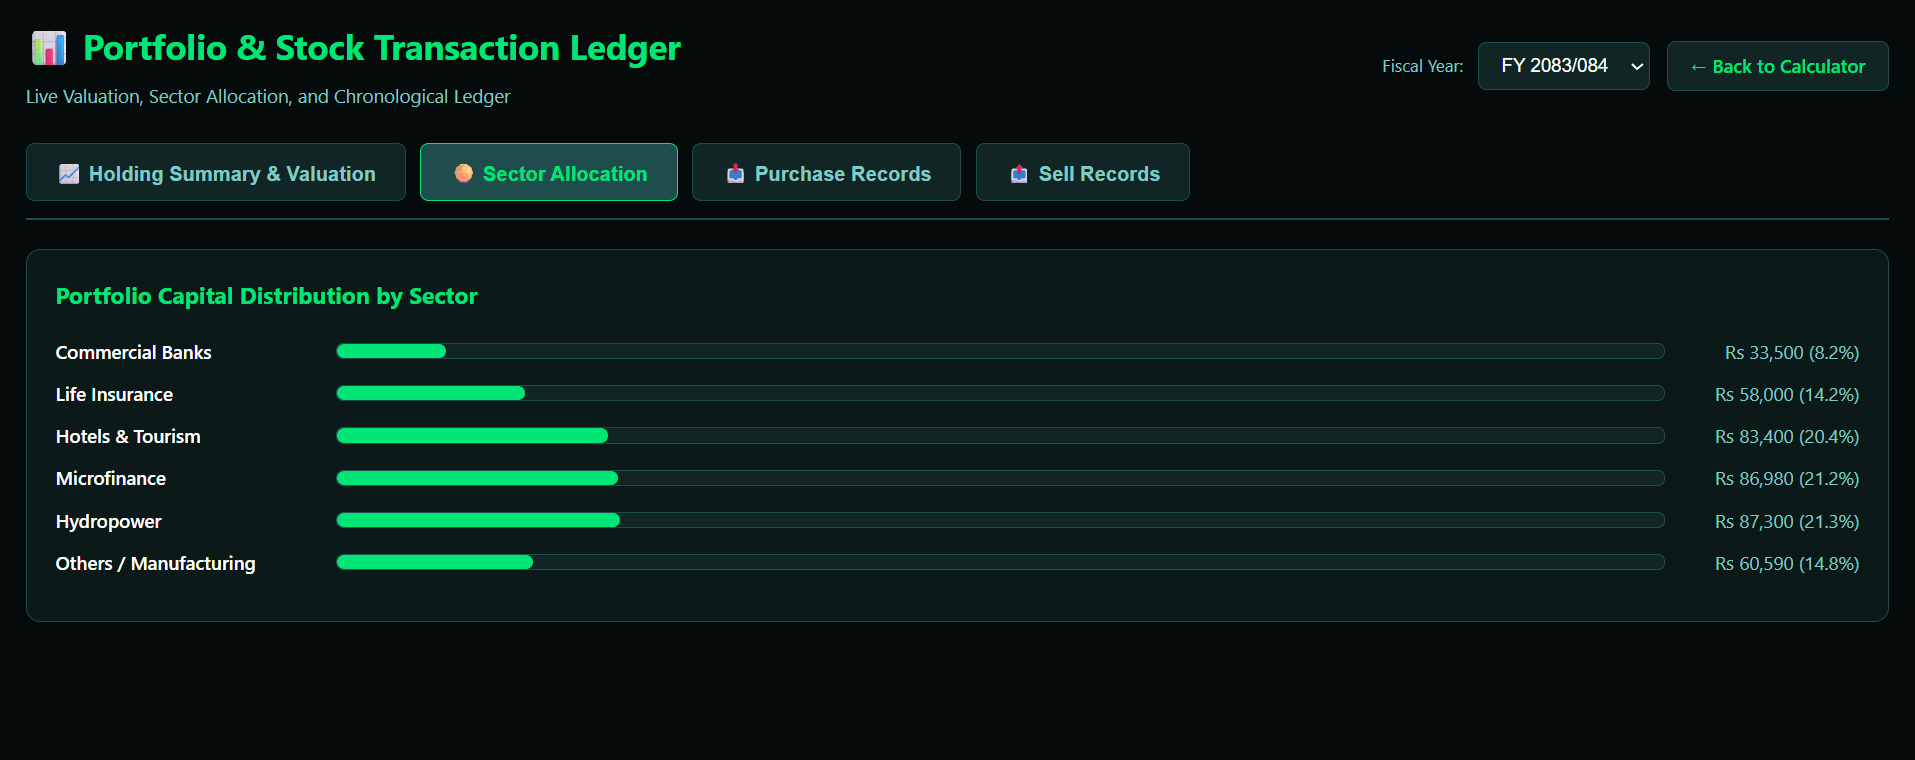 Portfolio & Stock Transaction Ledger
Live Valuation, Sector Allocation, and Chronological Ledger
Fiscal Year:
FY 2083/084
← Back to Calculator
Holding Summary & Valuation
Sector Allocation
Purchase Records
Sell Records
Portfolio Capital Distribution by Sector
Commercial Banks Rs 33,500 (8.2%)
Life Insurance Rs 58,000 (14.2%)
Hotels & Tourism Rs 83,400 (20.4%)
Microfinance Rs 86,980 (21.2%)
Hydropower Rs 87,300 (21.3%)
Others / Manufacturing Rs 60,590 (14.8%)